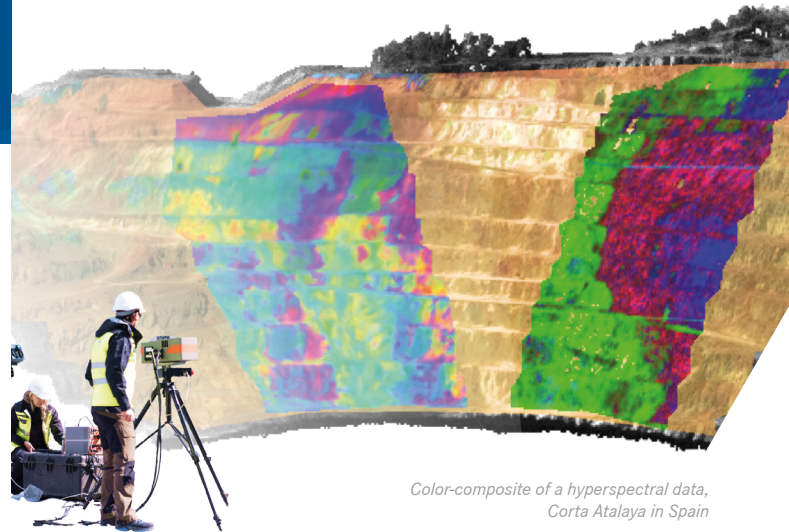 Color-composite of a hyperspectral data,
Corta Atalaya in Spain